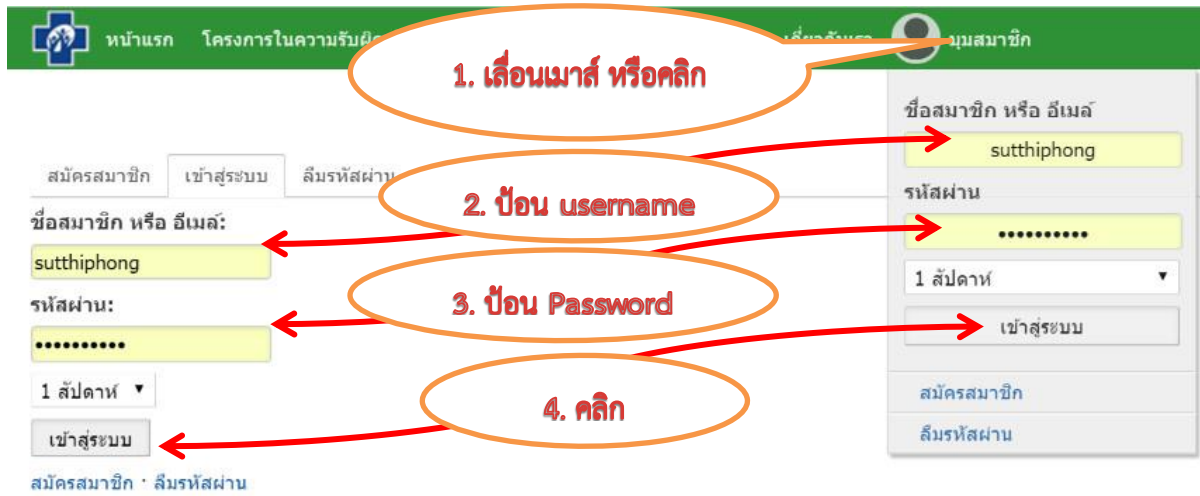 หน้าแรก โครงการในความรับผิด มุมสมาชิก
1. เลื่อนเมาส์ หรือคลิก
ชื่อสมาชิก หรือ อีเมล์
sutthiphong
สมัครสมาชิก เข้าสู่ระบบ ลืมรหัสผ่าน
2. ป้อน username
รหัสผ่าน
••••••••••
ชื่อสมาชิก หรือ อีเมล์:
sutthiphong
1 สัปดาห์
รหัสผ่าน:
3. ป้อน Password
••••••••••
เข้าสู่ระบบ
1 สัปดาห์
4. คลิก
สมัครสมาชิก
ลืมรหัสผ่าน
เข้าสู่ระบบ
สมัครสมาชิก · ลืมรหัสผ่าน